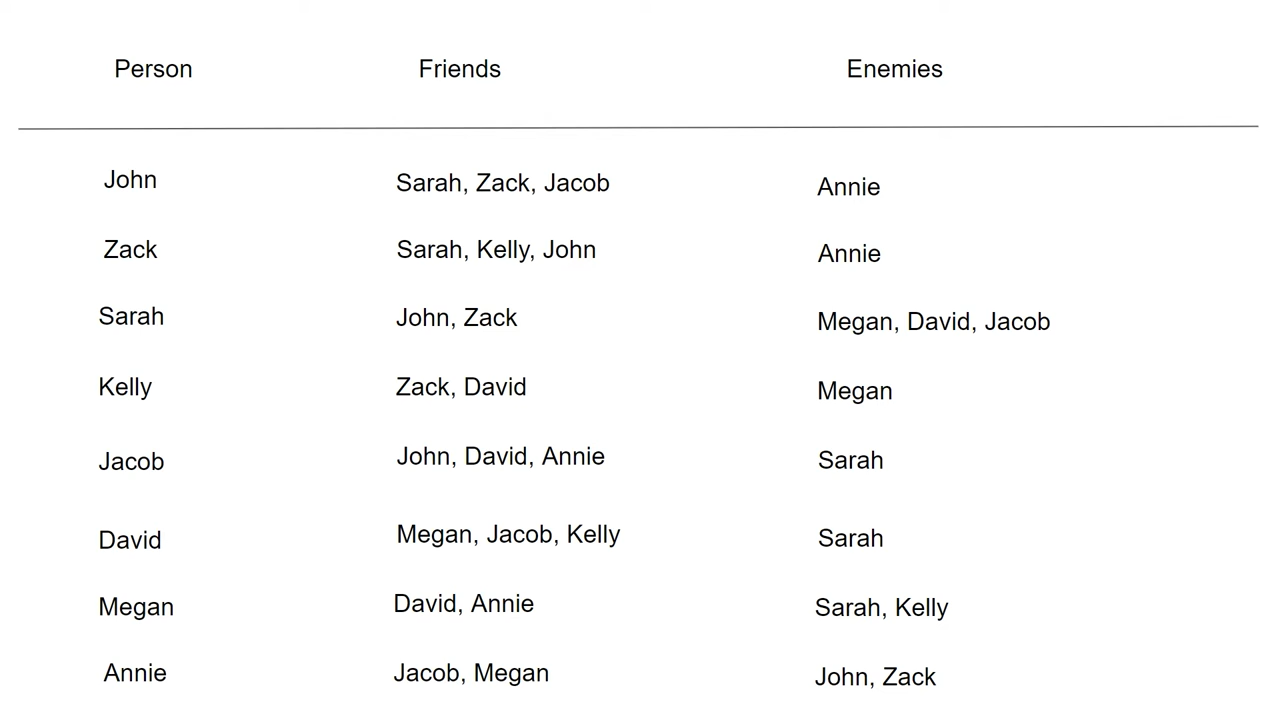 Person Friends Enemies
John Sarah, Zack, Jacob Annie
Zack Sarah, Kelly, John Annie
Sarah John, Zack Megan, David, Jacob
Kelly Zack, David Megan
Jacob John, David, Annie Sarah
David Megan, Jacob, Kelly Sarah
Megan David, Annie Sarah, Kelly
Annie Jacob, Megan John, Zack